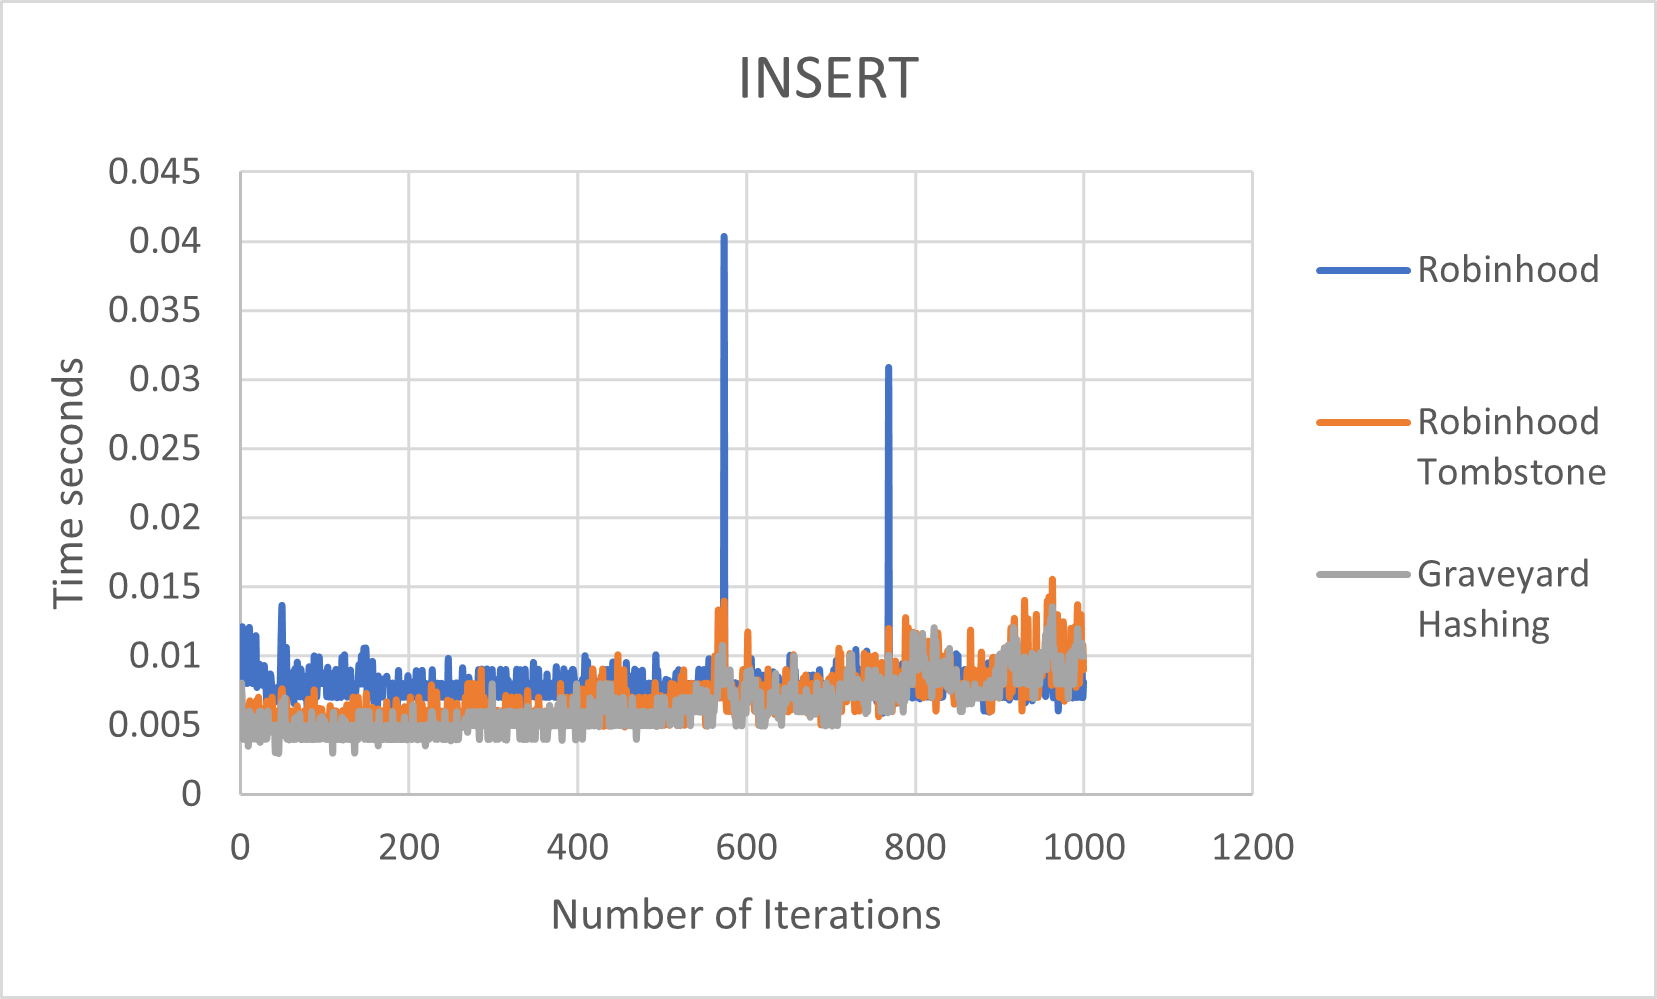 INSERT
0.045
0.04
0.035
0.03
0.025
0.02
0.015
0.01
0.005
0
Time seconds
0 200 400 600 800 1000 1200
Number of Iterations
Robinhood
Robinhood
Tombstone
Graveyard
Hashing